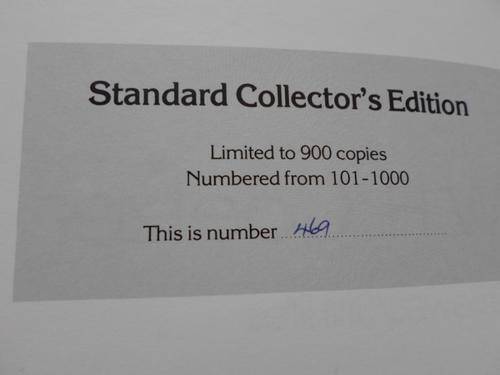 Standard Collector's Edition
Limited to 900 copies
Numbered from 101-1000
This is number 469